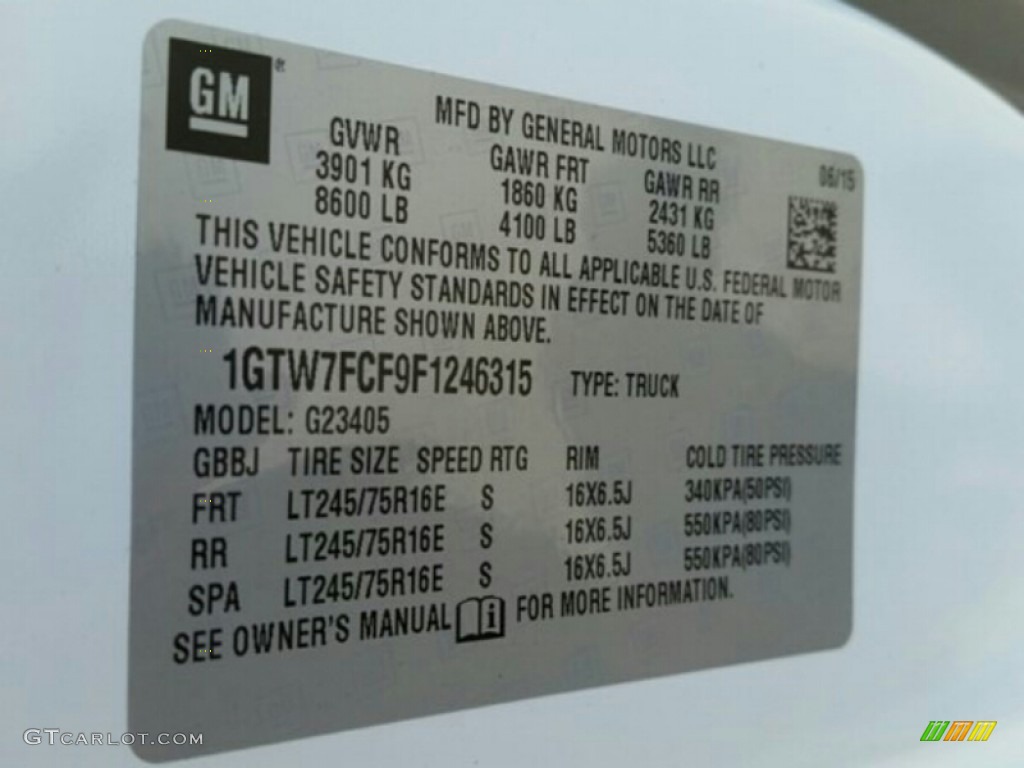 GM
MFD BY GENERAL MOTORS LLC
06/15
GVWR GAWR FRT GAWR RR
3901 KG 1860 KG 2431 KG
8600 LB 4100 LB 5360 LB
THIS VEHICLE CONFORMS TO ALL APPLICABLE U.S. FEDERAL MOTOR
VEHICLE SAFETY STANDARDS IN EFFECT ON THE DATE OF
MANUFACTURE SHOWN ABOVE.
1GTW7FCF9F1246315 TYPE: TRUCK
MODEL: G23405
GBBJ TIRE SIZE SPEED RTG RIM COLD TIRE PRESSURE
FRT LT245/75R16E S 16X6.5J 340KPA(50PSI)
RR LT245/75R16E S 16X6.5J 550KPA(80PSI)
SPA LT245/75R16E S 16X6.5J 550KPA(80PSI)
SEE OWNER'S MANUAL FOR MORE INFORMATION.
GTCARLOT.COM